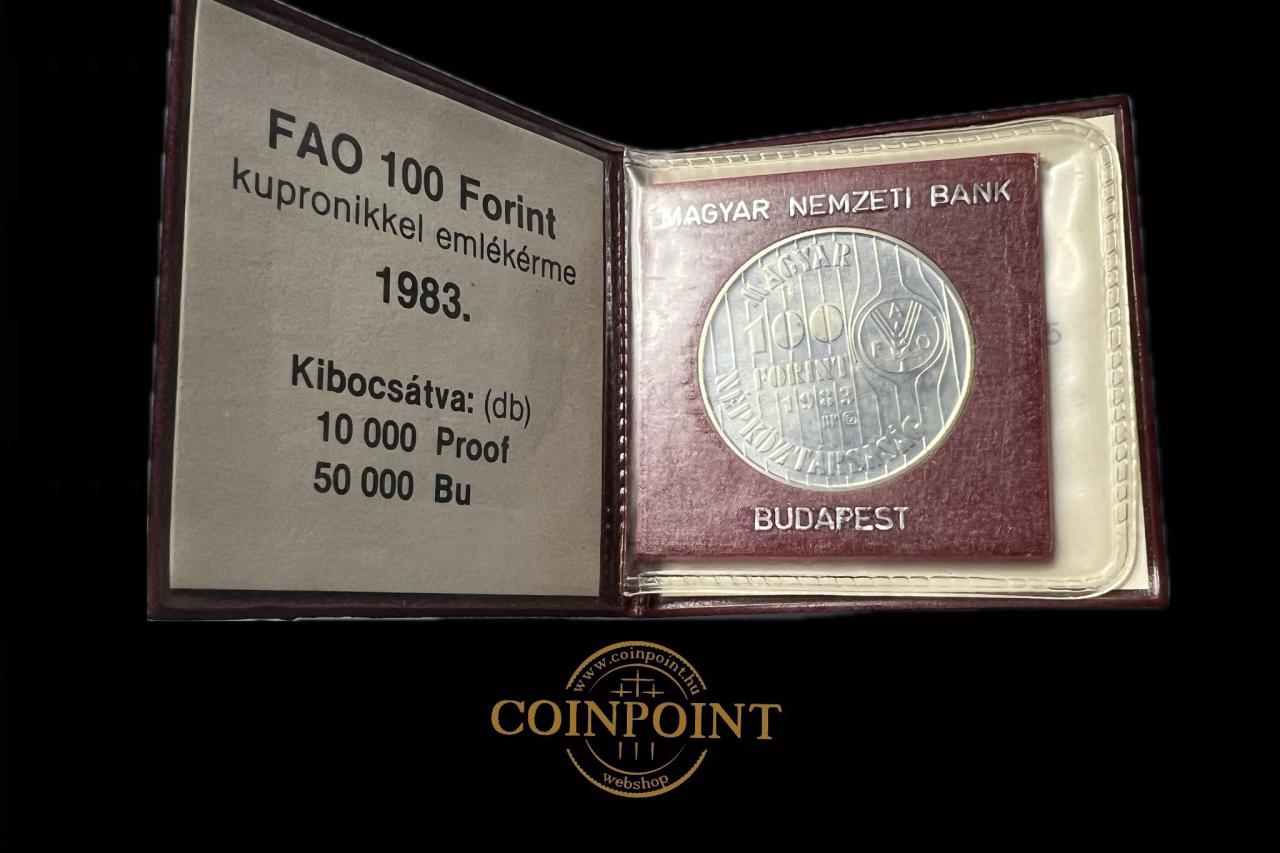 FAO 100 Forint
kupronikkel emlékérme
1983.
Kibocsátva: (db)
10 000 Proof
50 000 Bu
MAGYAR NEMZETI BANK
MAGYAR
100
FORINT
1983
BP
NÉPKÖZTÁRSASÁG
F A O
BUDAPEST
www.coinpoint.hu
COINPOINT
webshop